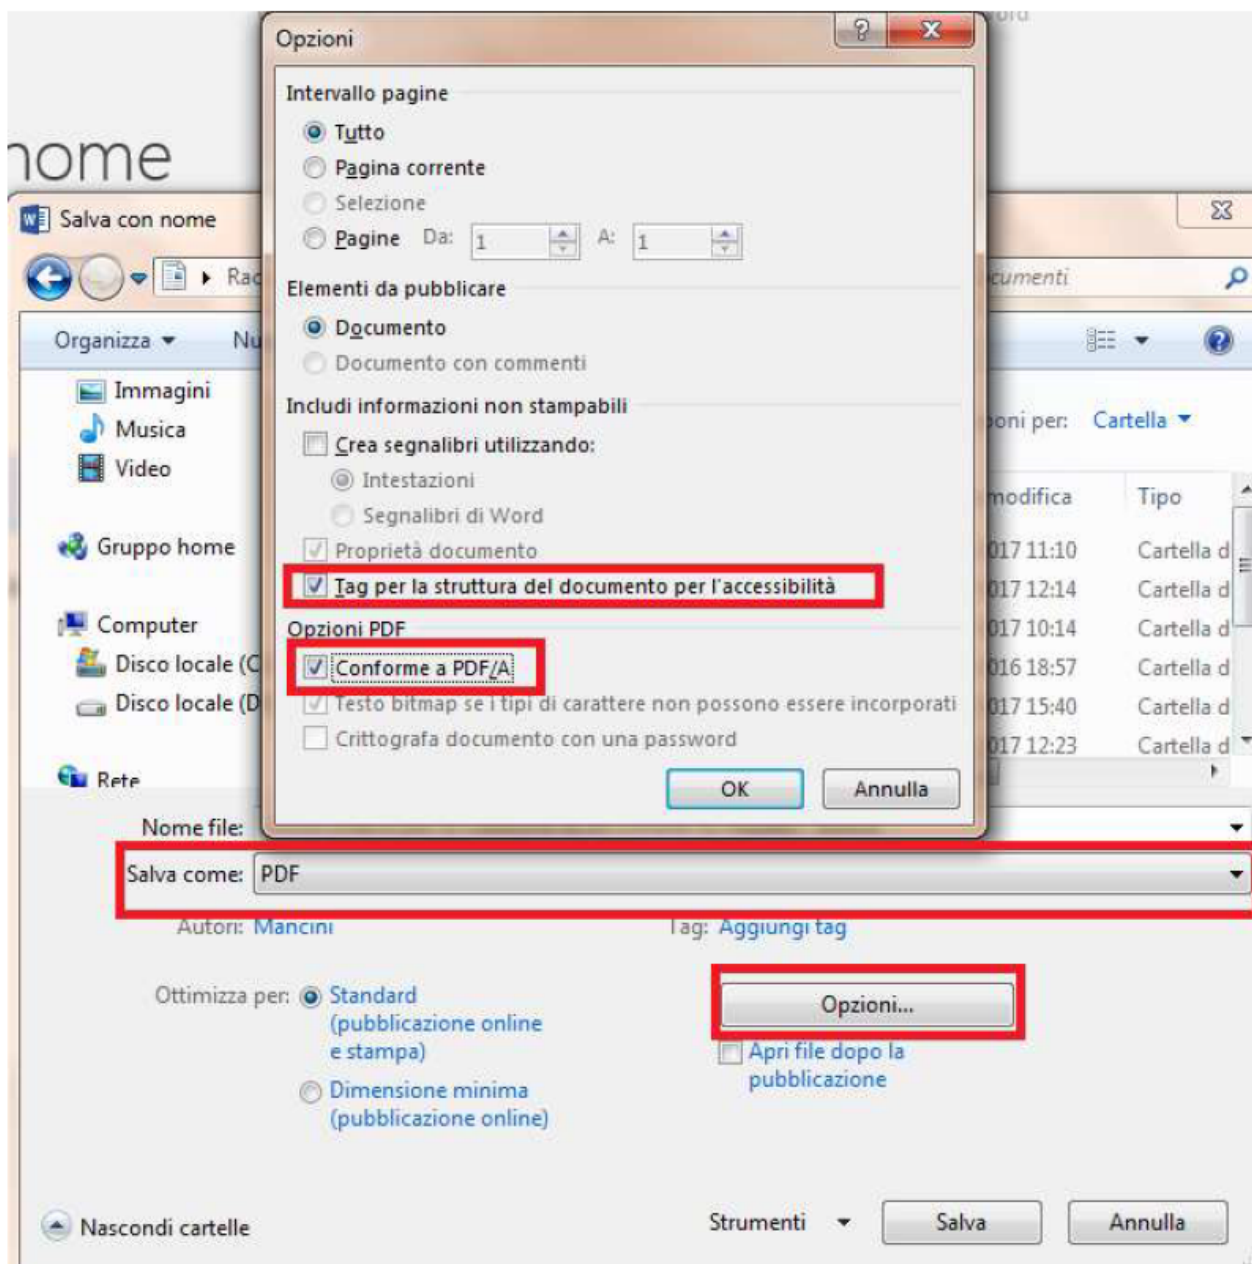 Opzioni
Intervallo pagine
Tutto
Pagina corrente
nome
Selezione
Salva con nome
Pagine Da: 1 A: 1
Elementi da pubblicare
Documento
Organizza
Documento con commenti
Immagini
Includi informazioni non stampabili
Cartella
Musica
Crea segnalibri utilizzando:
Video
Intestazioni
modifica Tipo
Segnalibri di Word
Gruppo home
Proprietà documento
017 11:10 Cartella d
Tag per la struttura del documento per l'accessibilità
017 12:14 Cartella d
Computer
Opzioni PDF
017 10:14 Cartella d
Disco locale (C
Conforme a PDF/A
016 18:57 Cartella d
Disco locale (D
Testo bitmap se i tipi di carattere non possono essere incorporati
017 15:40 Cartella d
Crittografa documento con una password
017 12:23 Cartella d
Rete
OK Annulla
Nome file:
Salva come: PDF
Autori: Mancini Tag: Aggiungi tag
Ottimizza per: Standard
(pubblicazione online
e stampa)
Opzioni...
Apri file dopo la
pubblicazione
Dimensione minima
(pubblicazione online)
Nascondi cartelle Strumenti Salva Annulla